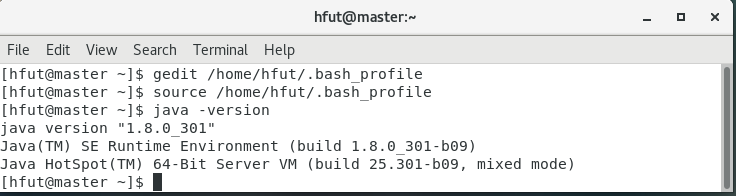 hfut@master:~
File Edit View Search Terminal Help
[hfut@master ~]$ gedit /home/hfut/.bash_profile
[hfut@master ~]$ source /home/hfut/.bash_profile
[hfut@master ~]$ java -version
java version "1.8.0_301"
Java(TM) SE Runtime Environment (build 1.8.0_301-b09)
Java HotSpot(TM) 64-Bit Server VM (build 25.301-b09, mixed mode)
[hfut@master ~]$